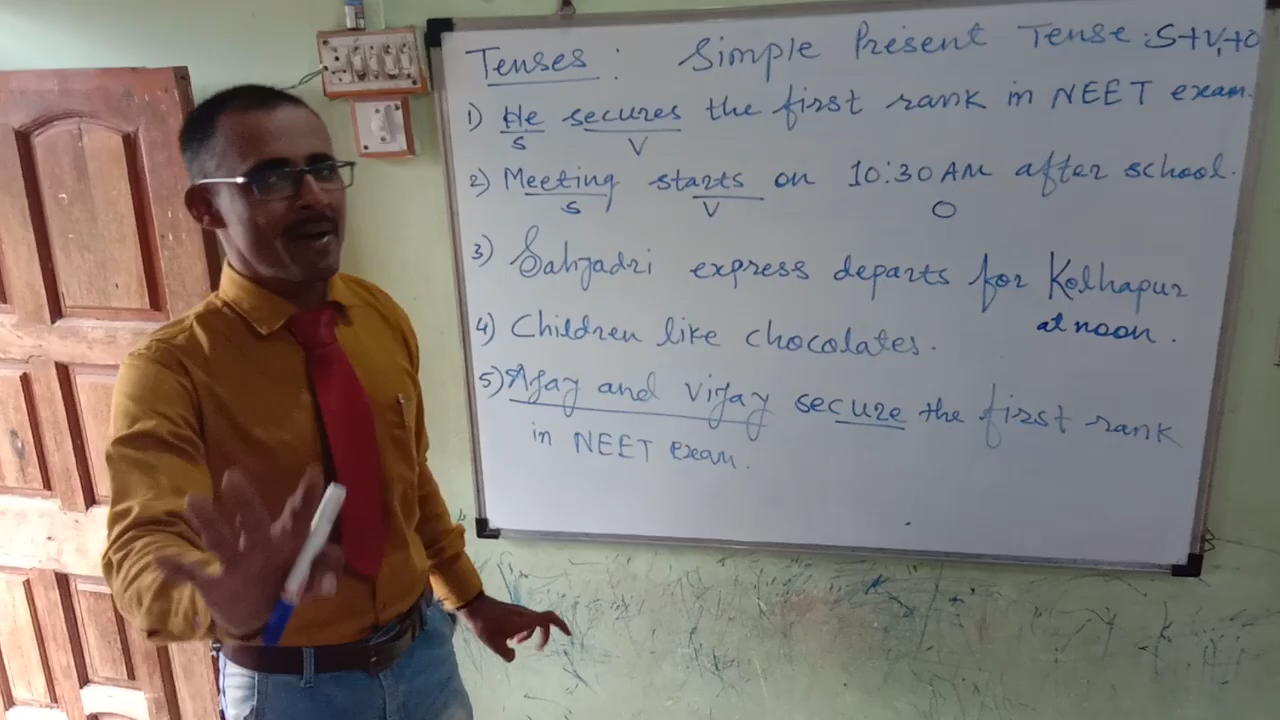 Tenses : Simple Present Tense : S+V₁+O
1) He secures the first rank in NEET exam.
S V
2) Meeting starts on 10:30 AM after school.
S V O
3) Sahyadri express departs for Kolhapur
at noon.
4) Children like chocolates.
5) Ajay and Vijay secure the first rank
in NEET exam.